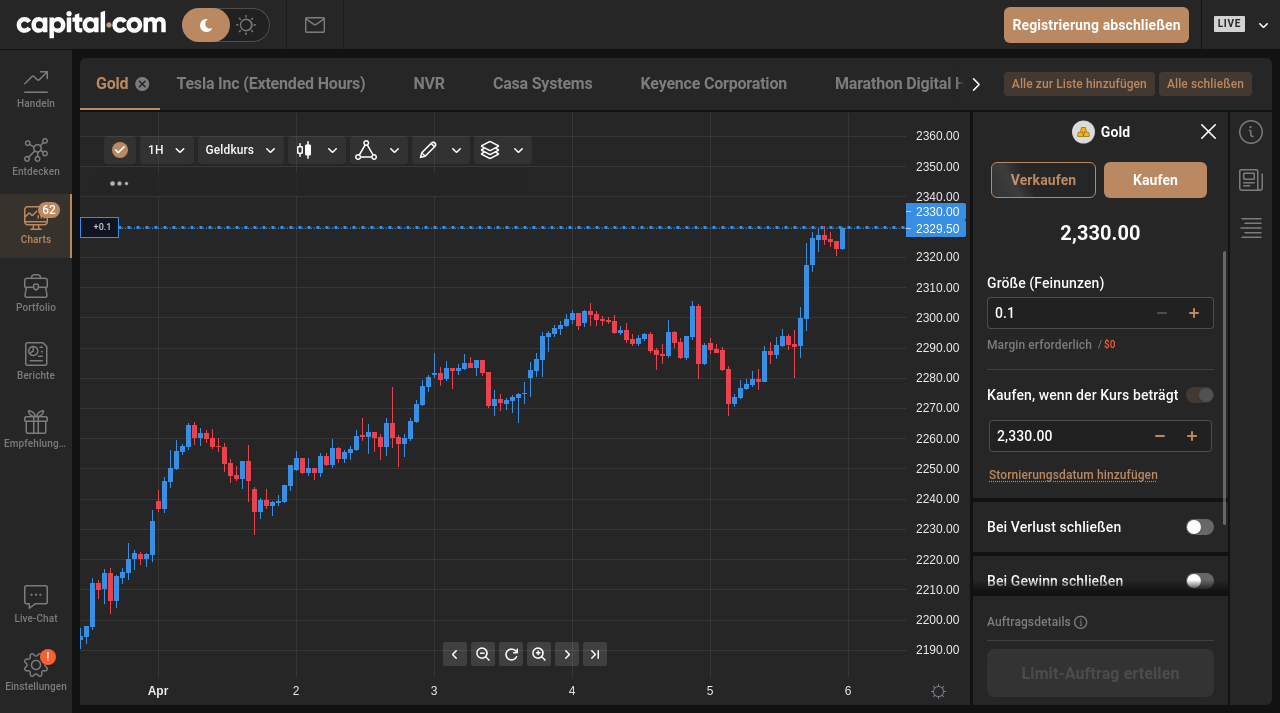 capital.com
Registrierung abschließen
LIVE
Handeln
Entdecken
62
Charts
Portfolio
Berichte
Empfehlung...
Live-Chat
!
Einstellungen
Gold
Tesla Inc (Extended Hours)
NVR
Casa Systems
Keyence Corporation
Marathon Digital H
Alle zur Liste hinzufügen
Alle schließen
1H
Geldkurs
+0.1
2360.00
2350.00
2340.00
2330.00
2329.50
2320.00
2310.00
2300.00
2290.00
2280.00
2270.00
2260.00
2250.00
2240.00
2230.00
2220.00
2210.00
2200.00
2190.00
Apr
2
3
4
5
6
Gold
Verkaufen
Kaufen
2,330.00
Größe (Feinunzen)
0.1
Margin erforderlich / $0
Kaufen, wenn der Kurs beträgt
2,330.00
Stornierungsdatum hinzufügen
Bei Verlust schließen
Bei Gewinn schließen
Auftragsdetails
Limit-Auftrag erteilen